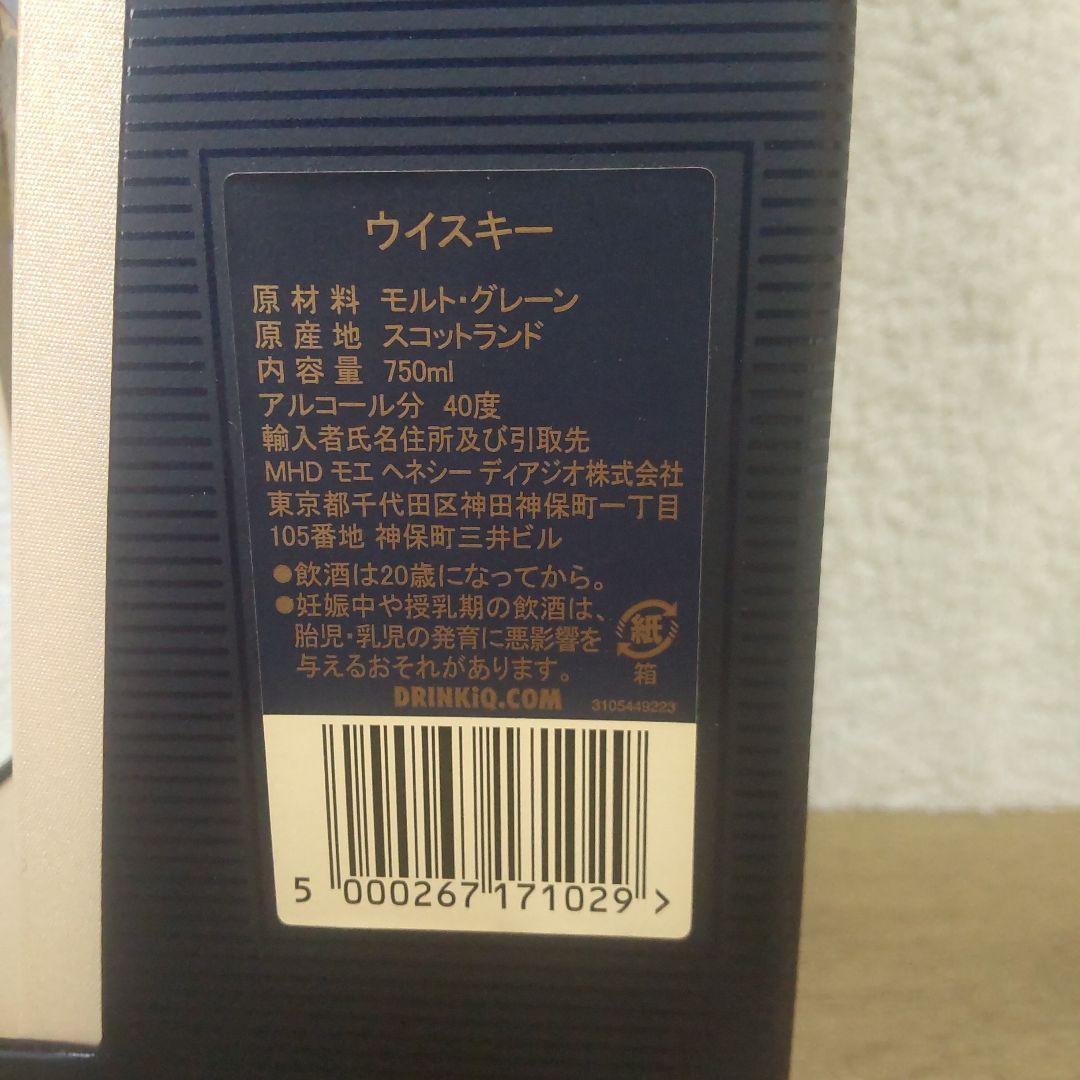 ウイスキー
原材料 モルト・グレーン
原産地 スコットランド
内容量 750ml
アルコール分 40度
輸入者氏名住所及び引取先
MHD モエ ヘネシー ディアジオ株式会社
東京都千代田区神田神保町一丁目
105番地 神保町三井ビル
●飲酒は20歳になってから。
●妊娠中や授乳期の飲酒は、
胎児・乳児の発育に悪影響を
与えるおそれがあります。
紙
箱
DRINKiQ.COM
3105449223
5 000267 171029 >